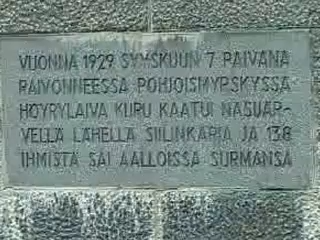 VUONNA 1929 SYYSKUUN 7 PÄIVÄNÄ
RAIVONNEESSA POHJOISMYRSKYSSÄ
HÖYRYLAIVA KURU KAATUI NÄSIJÄR-
VELLÄ LÄHELLÄ SIILINKARIA JA 138
IHMISTÄ SAI AALLOISSA SURMANSA